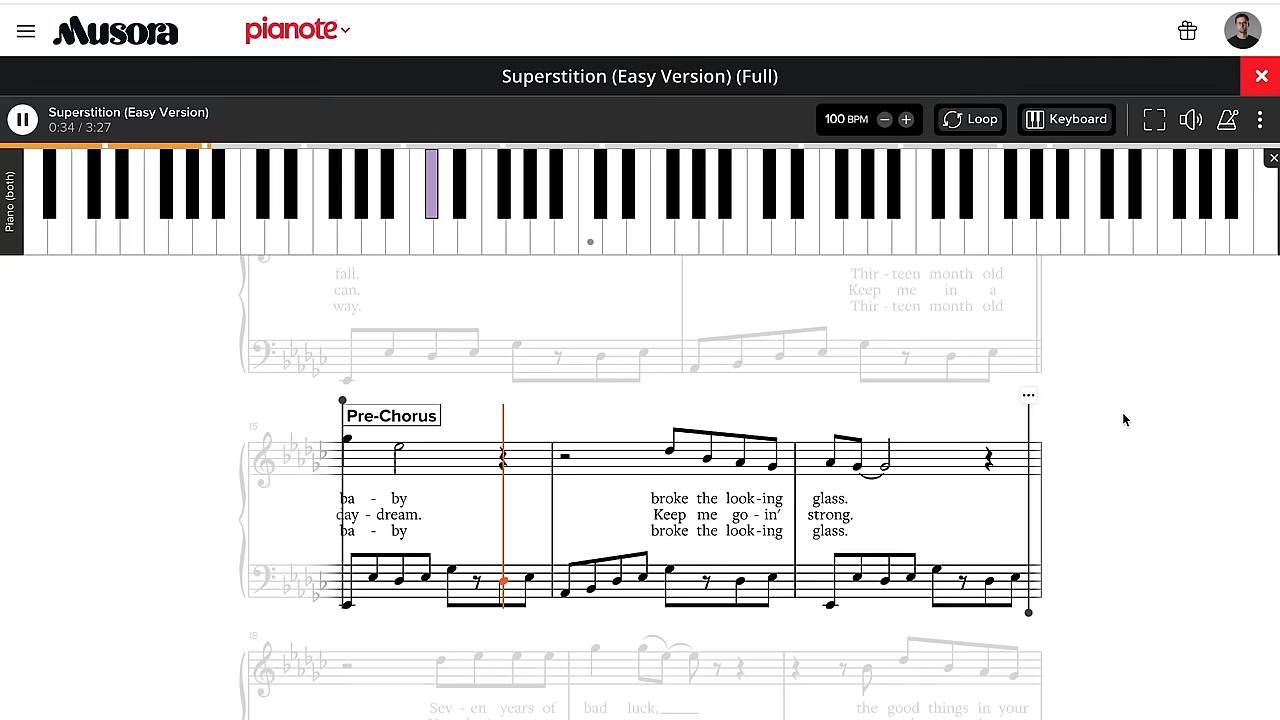 Musora
pianote
Superstition (Easy Version) (Full)
Superstition (Easy Version)
0:34 / 3:27
100 BPM
Loop
Keyboard
Piano (both)
fall.
Thir - teen month old
can.
Keep me in a
way.
Thir - teen month old
Pre-Chorus
15
ba - by
broke the look-ing glass.
day - dream.
Keep me go - in' strong.
ba - by
broke the look-ing glass.
18
Sev - en years of bad luck,
the good things in your